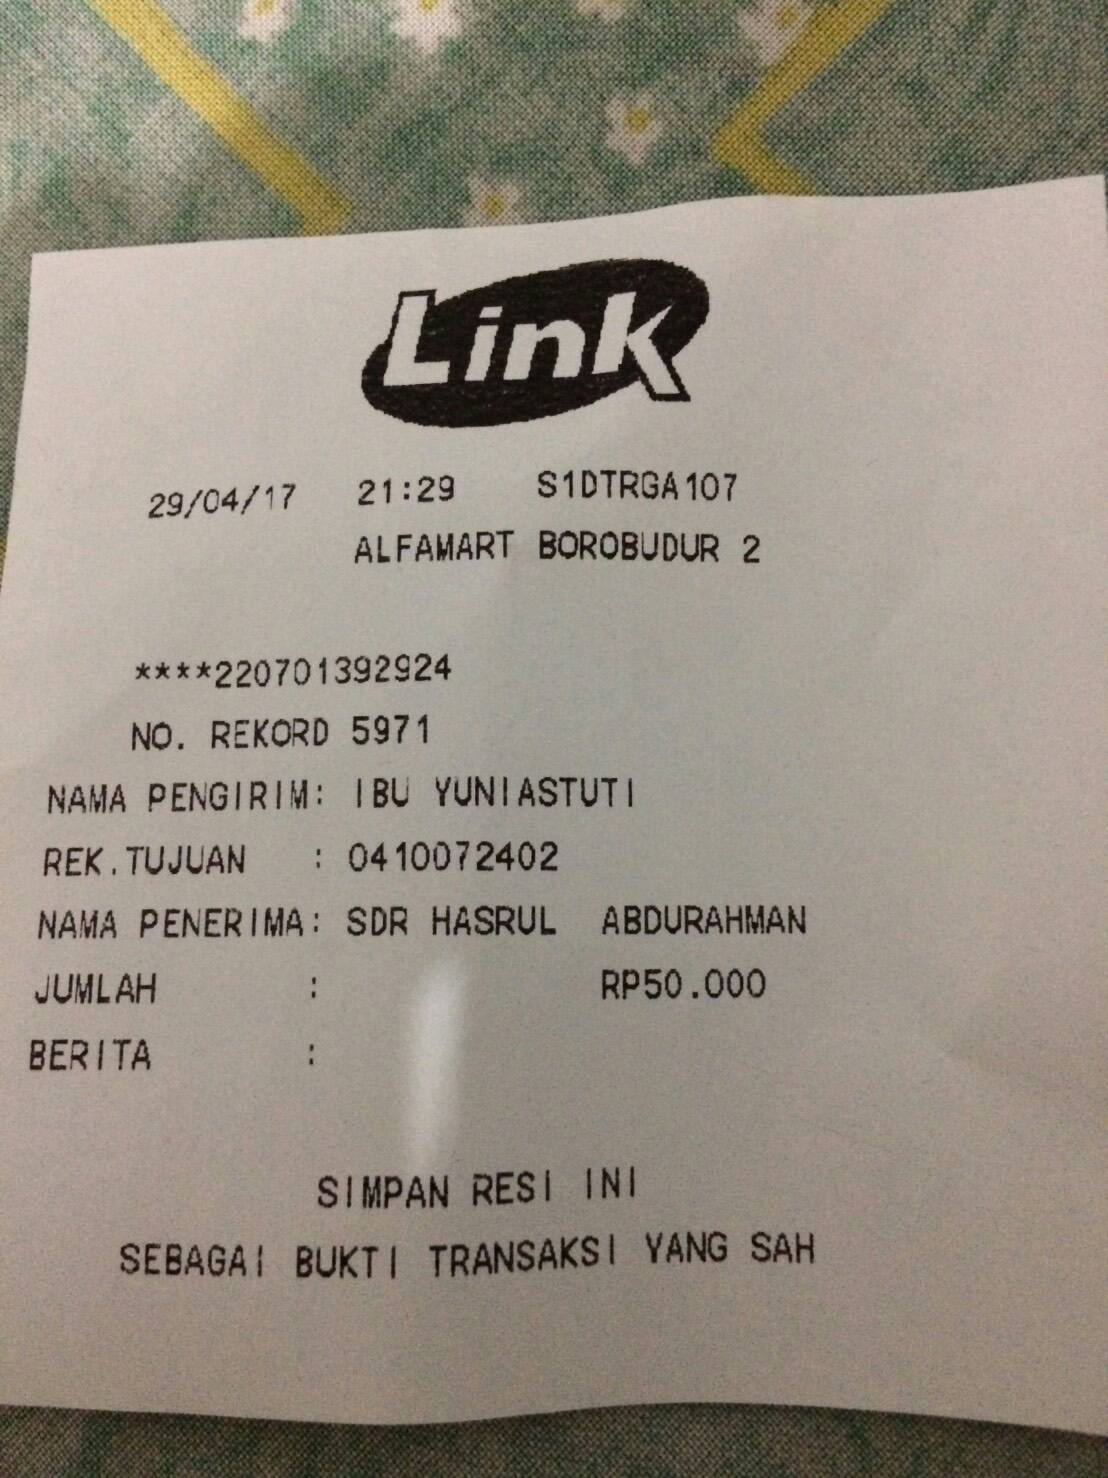 Link
29/04/17 21:29 S1DTRGA107
ALFAMART BOROBUDUR 2
****220701392924
NO. REKORD 5971
NAMA PENGIRIM: IBU YUNIASTUTI
REK.TUJUAN : 0410072402
NAMA PENERIMA: SDR HASRUL ABDURAHMAN
JUMLAH : RP50.000
BERITA :
SIMPAN RESI INI
SEBAGAI BUKTI TRANSAKSI YANG SAH